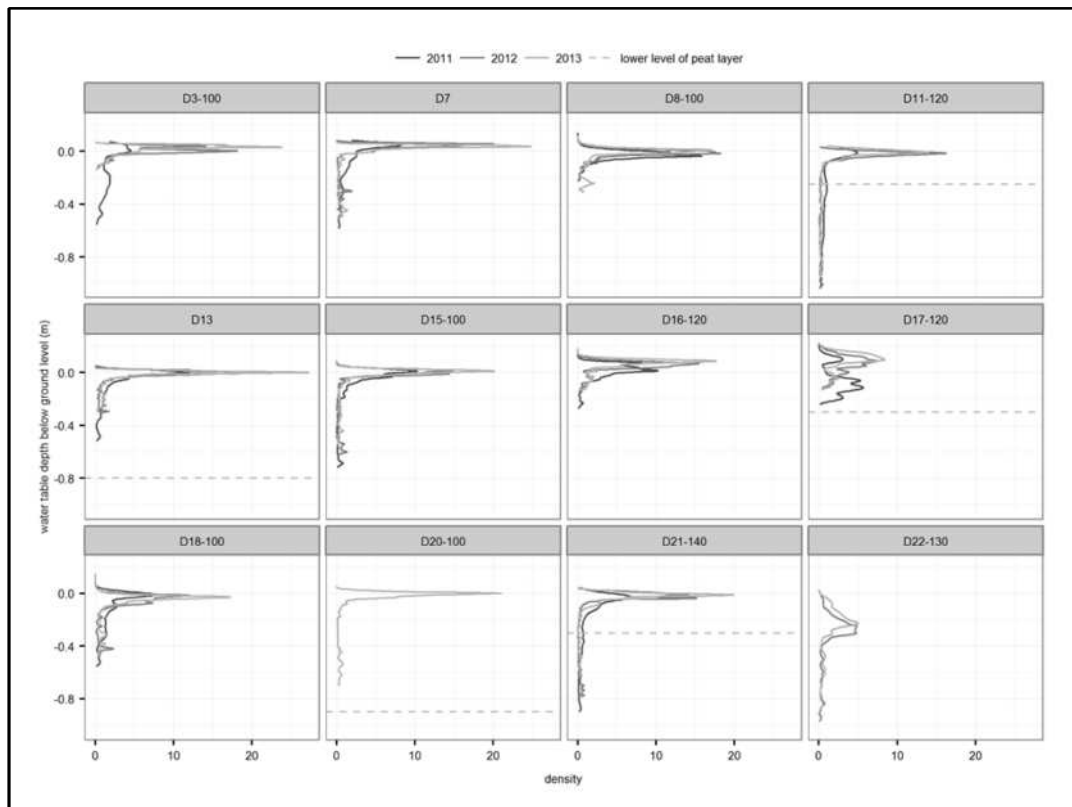 2011 2012 2013 lower level of peat layer
D3-100 D7 D8-100 D11-120
0.0
-0.4
-0.8
D13 D15-100 D16-120 D17-120
0.0
-0.4
-0.8
D18-100 D20-100 D21-140 D22-130
0.0
-0.4
-0.8
0 10 20 0 10 20 0 10 20 0 10 20
water table depth below ground level (m)
density